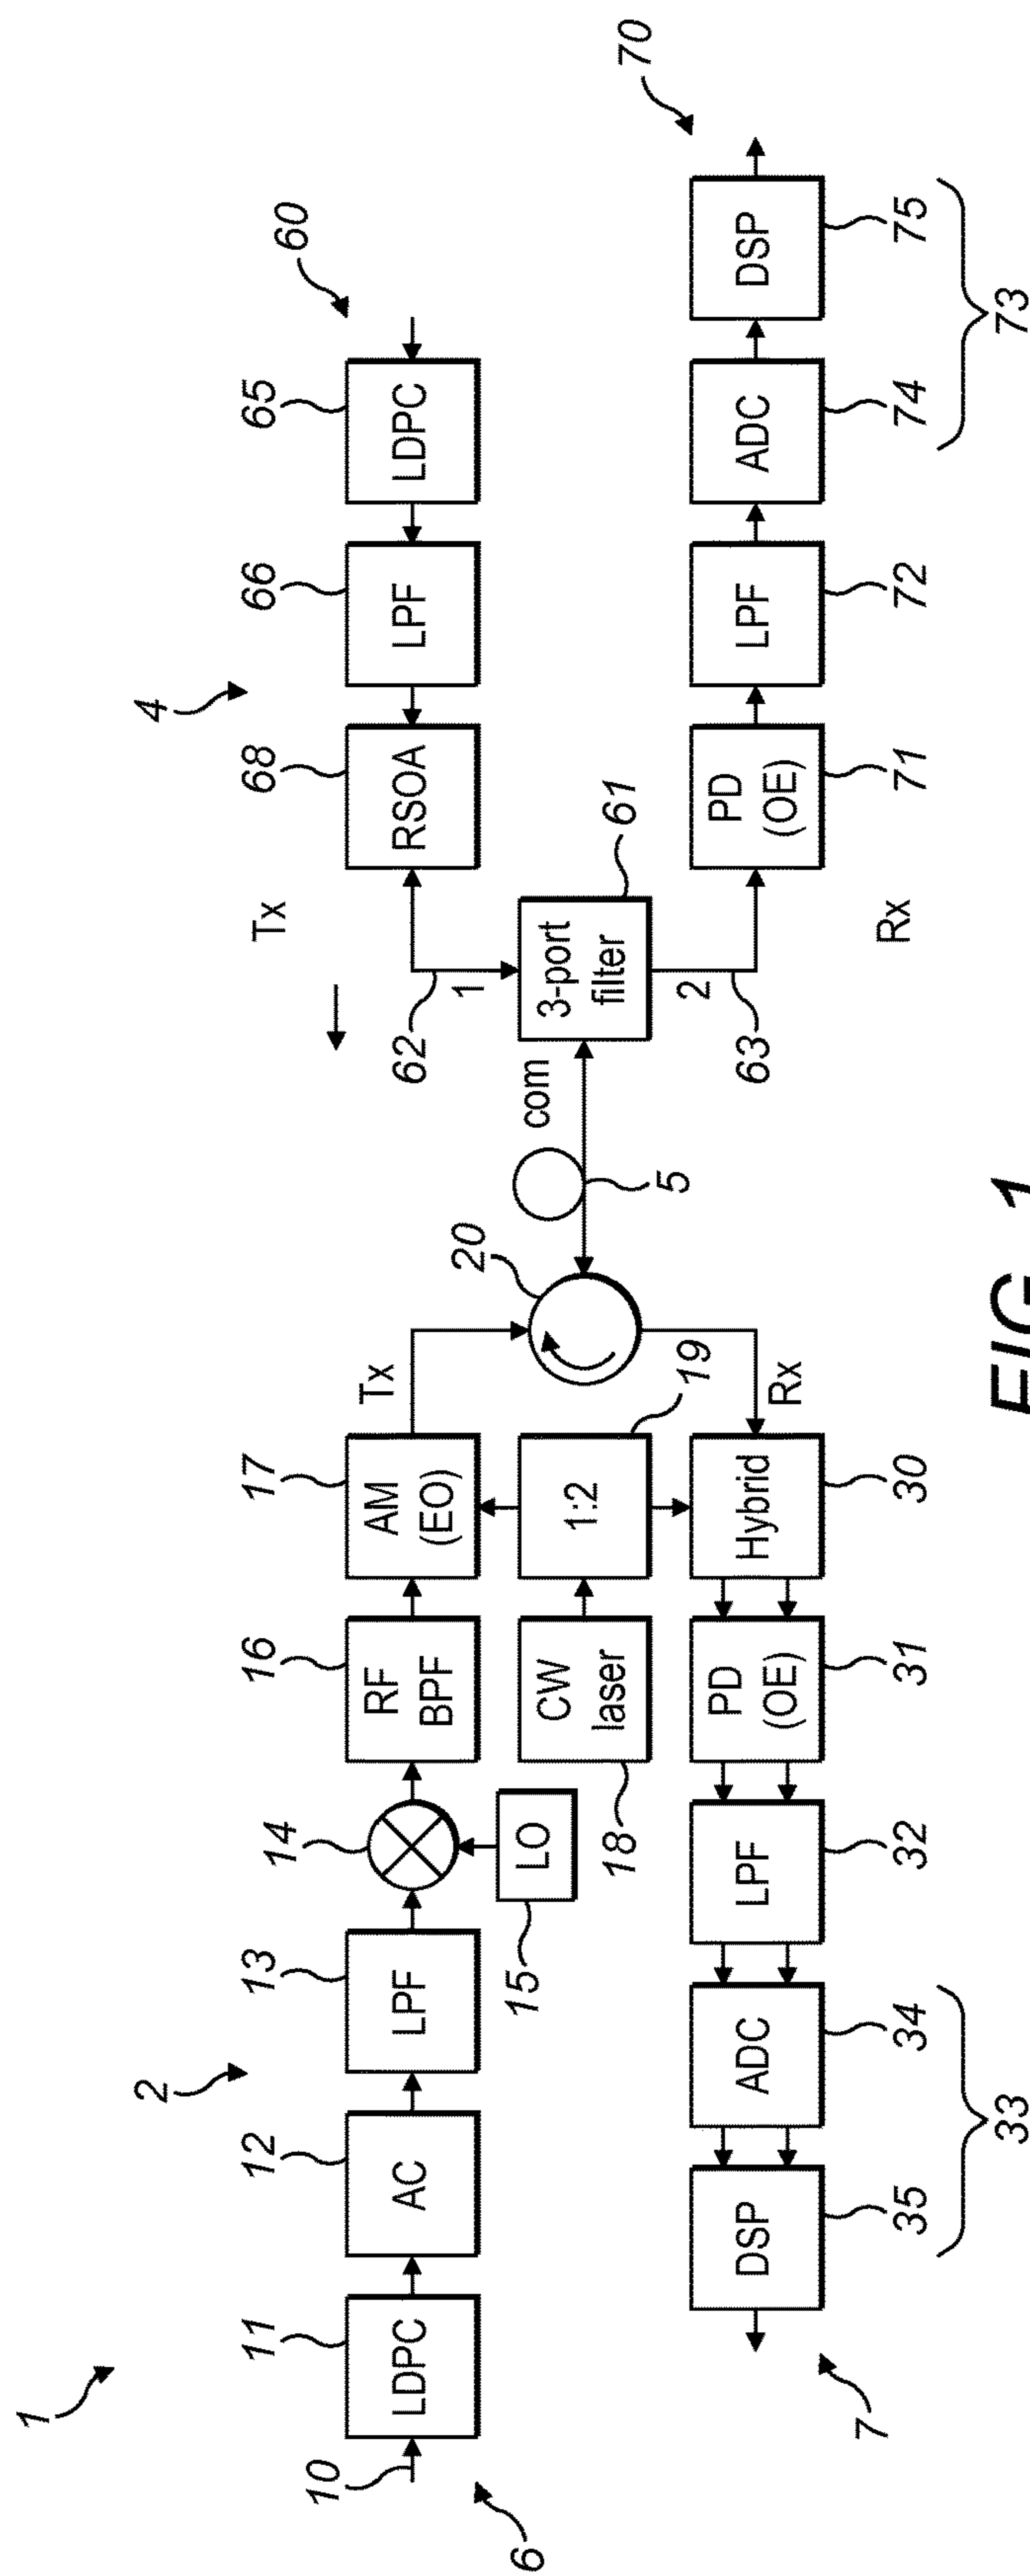 1
2
4
60
70
6
10
11
12
13
14
16
17
Tx
20
Tx
68
66
65
LDPC
AC
LPF
RF
BPF
AM
(EO)
RSOA
LPF
LDPC
62
1
15
LO
18
CW
laser
1:2
19
5
com
3-port
filter
61
2
63
Rx
Rx
DSP
ADC
LPF
PD
(OE)
Hybrid
PD
(OE)
LPF
ADC
DSP
7
35
34
32
31
30
71
72
74
75
33
73
FIG. 1